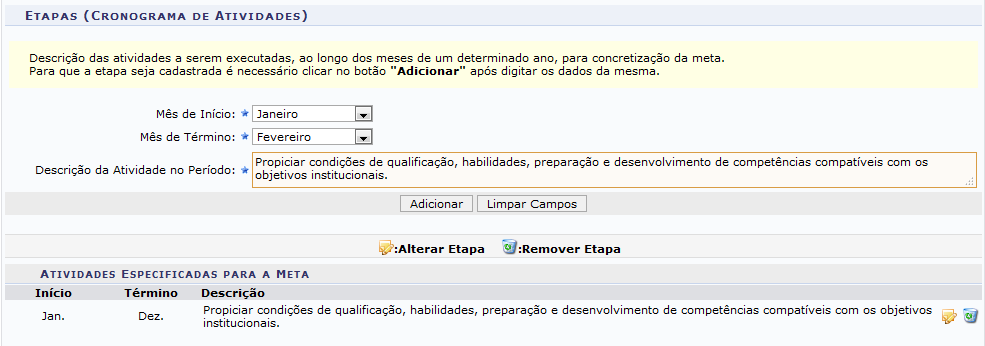 ETAPAS (CRONOGRAMA DE ATIVIDADES)
Descrição das atividades a serem executadas, ao longo dos meses de um determinado ano, para concretização da meta.
Para que a etapa seja cadastrada é necessário clicar no botão "Adicionar" após digitar os dados da mesma.
Mês de Início: Janeiro
Mês de Término: Fevereiro
Descrição da Atividade no Período: Propiciar condições de qualificação, habilidades, preparação e desenvolvimento de competências compatíveis com os
objetivos institucionais.
Adicionar Limpar Campos
:Alterar Etapa :Remover Etapa
ATIVIDADES ESPECIFICADAS PARA A META
Início Término Descrição
Jan. Dez. Propiciar condições de qualificação, habilidades, preparação e desenvolvimento de competências compatíveis com os objetivos
institucionais.